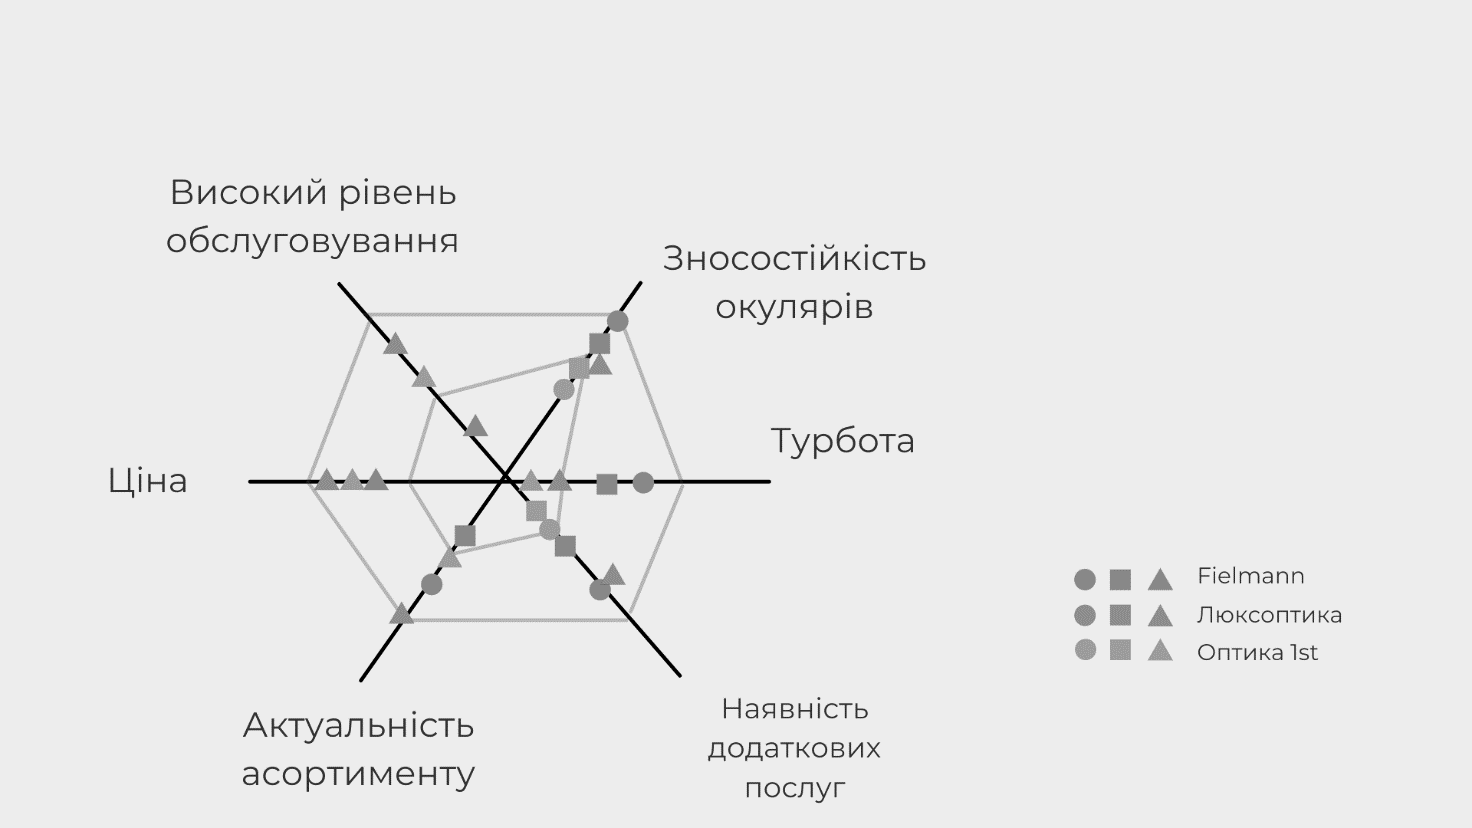 Високий рівень
обслуговування
Зносостійкість
окулярів
Турбота
Ціна
Актуальність
асортименту
Наявність
додаткових
послуг
Fielmann
Люксоптика
Оптика 1st